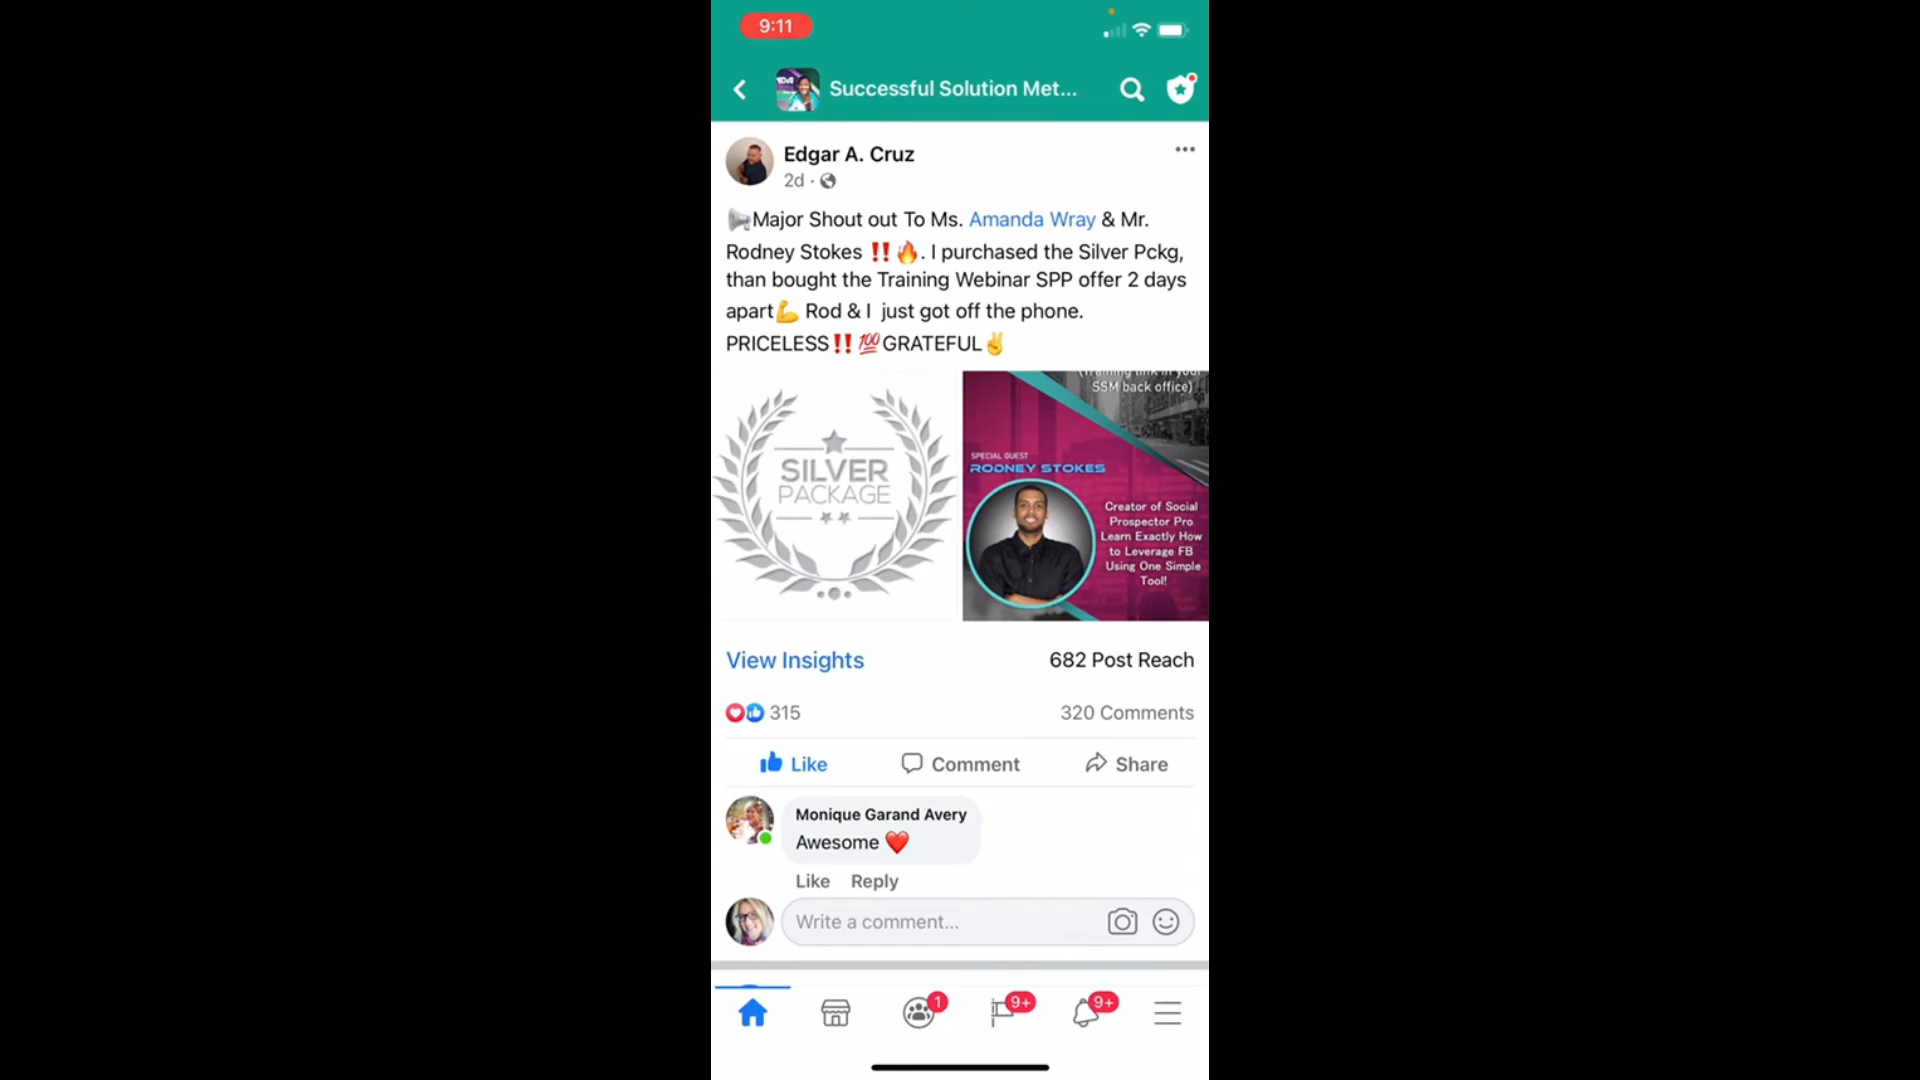 9:11
Successful Solution Met...
Edgar A. Cruz
2d ·
📢Major Shout out To Ms. Amanda Wray & Mr.
Rodney Stokes ‼️🔥. I purchased the Silver Pckg,
than bought the Training Webinar SPP offer 2 days
apart💪 Rod & I just got off the phone.
PRICELESS‼️💯GRATEFUL✌️
SILVER
PACKAGE
(Training link in your
SSM back office)
SPECIAL GUEST
RODNEY STOKES
Creator of Social
Prospector Pro
Learn Exactly How
to Leverage FB
Using One Simple
Tool!
View Insights
682 Post Reach
315
320 Comments
Like
Comment
Share
Monique Garand Avery
Awesome ❤️
Like Reply
Write a comment...
1
9+
9+